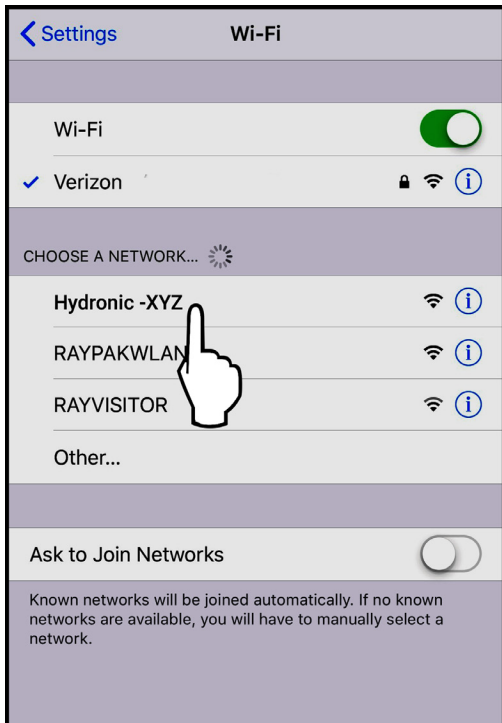 Settings
Wi-Fi
Wi-Fi
Verizon
CHOOSE A NETWORK...
Hydronic -XYZ
RAYPAKWLAN
RAYVISITOR
Other...
Ask to Join Networks
Known networks will be joined automatically. If no known
networks are available, you will have to manually select a
network.